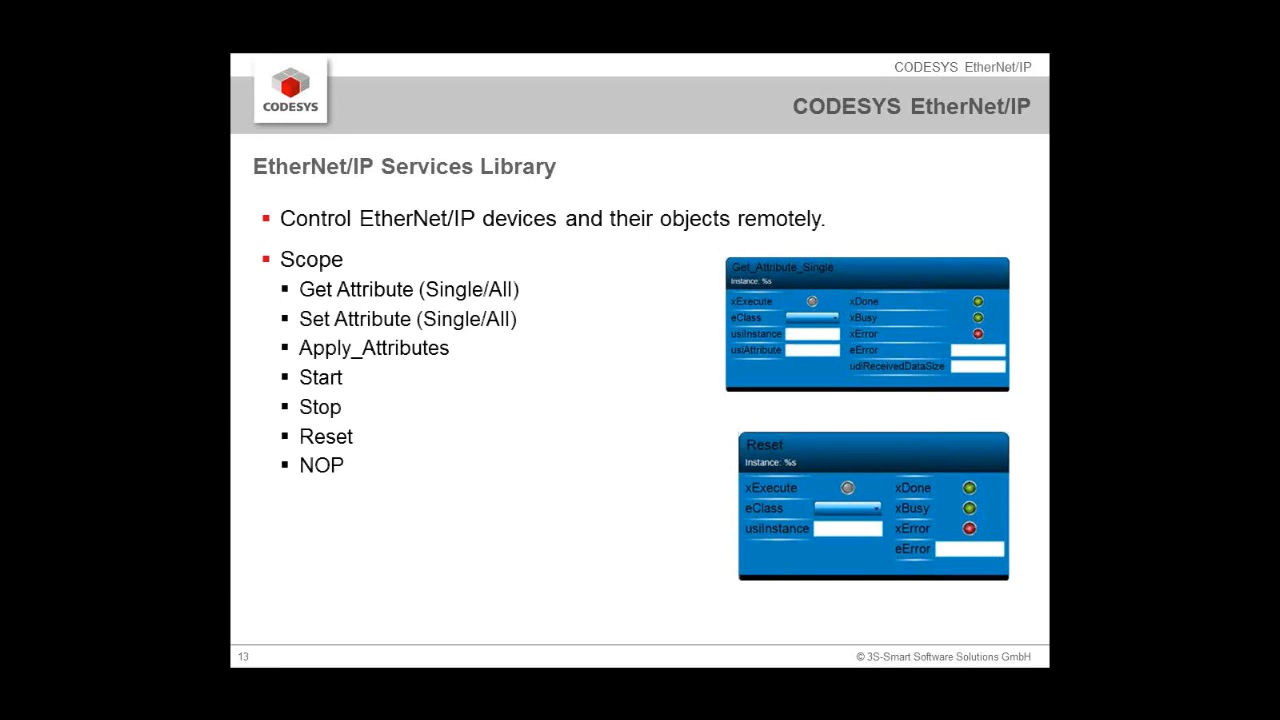 CODESYS EtherNet/IP
CODESYS
CODESYS EtherNet/IP
EtherNet/IP Services Library
Control EtherNet/IP devices and their objects remotely.
Scope
Get Attribute (Single/All)
Set Attribute (Single/All)
Apply_Attributes
Start
Stop
Reset
NOP
Get_Attribute_Single
Instance: %s
xExecute xDone
eClass xBusy
usiInstance xError
usiAttribute eError
udiReceivedDataSize
Reset
Instance: %s
xExecute xDone
eClass xBusy
usiInstance xError
eError
13
© 3S-Smart Software Solutions GmbH